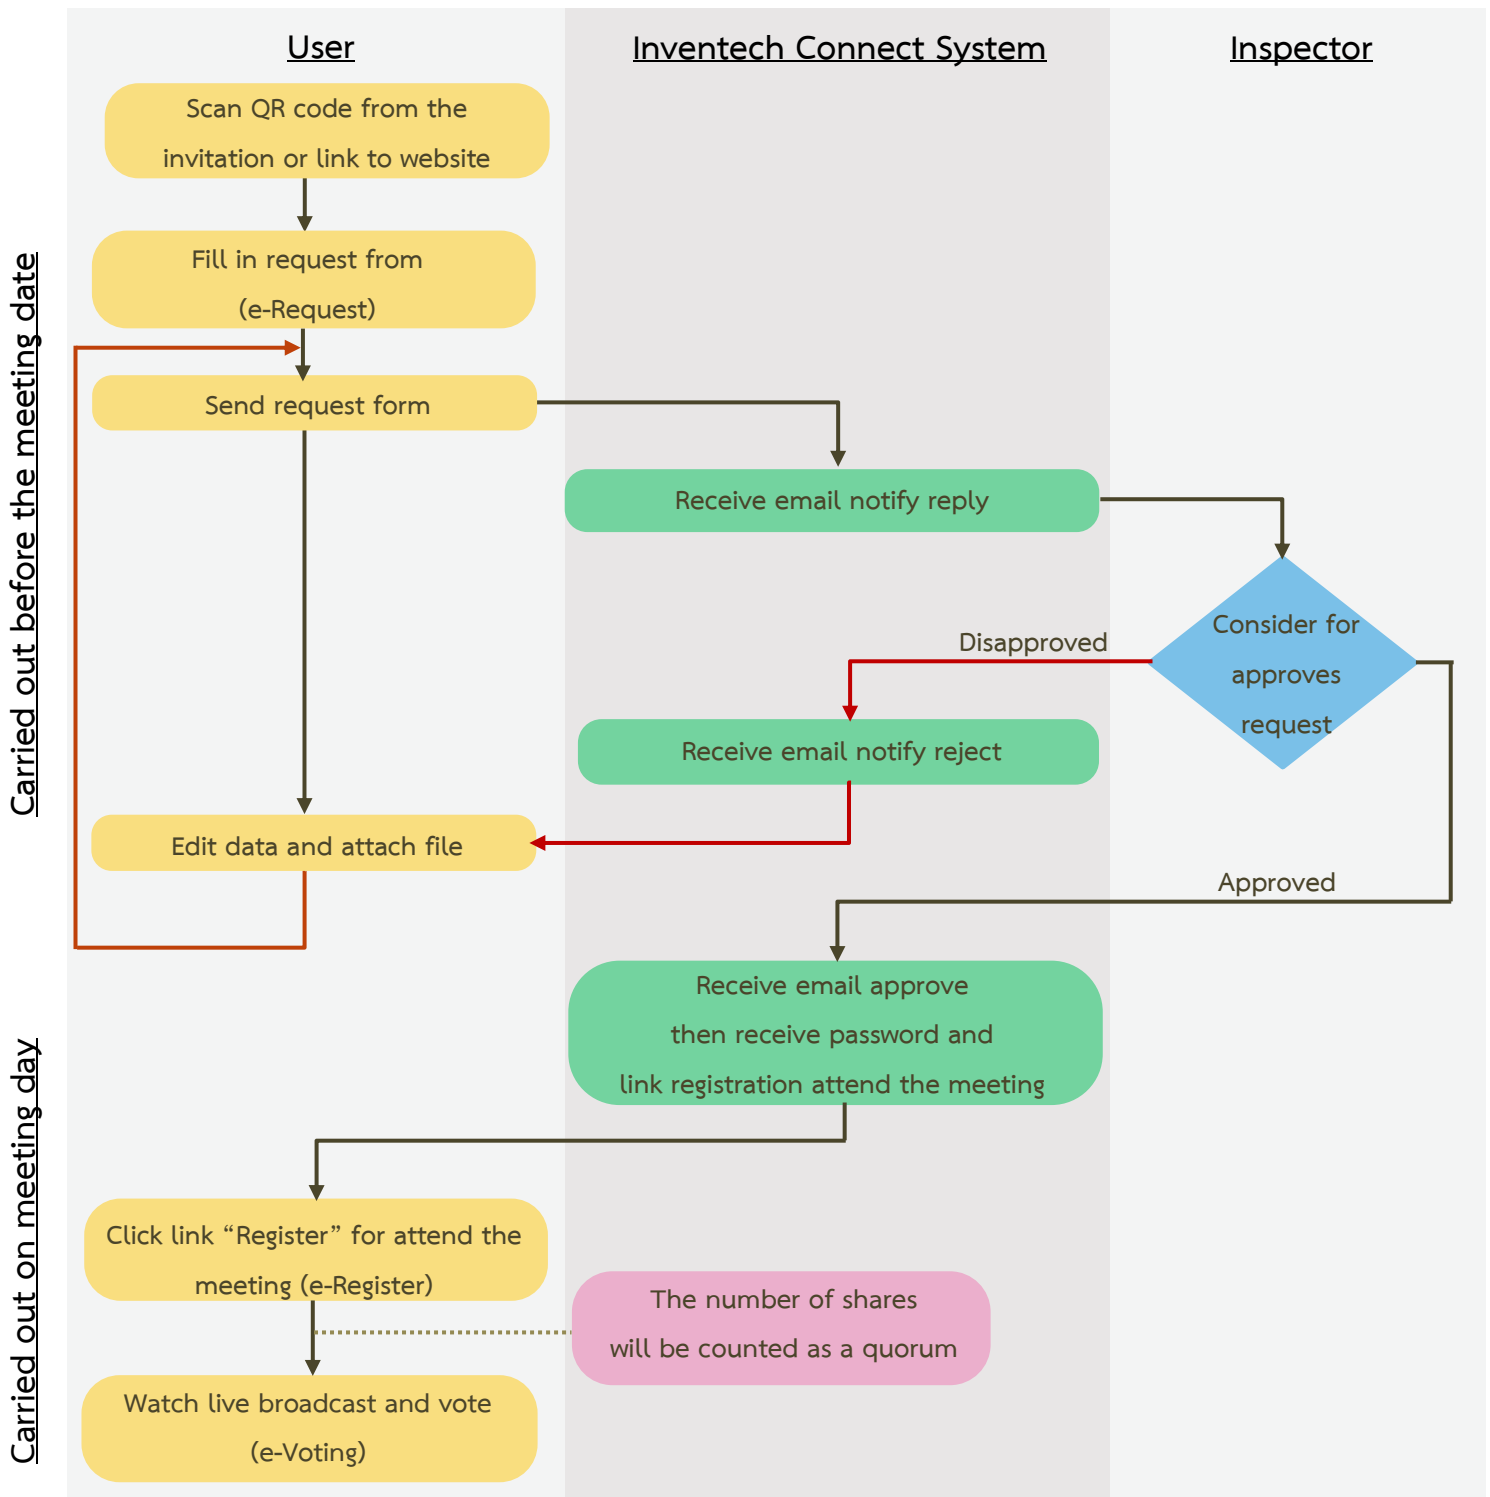 User
Inventech Connect System
Inspector
Scan QR code from the
invitation or link to website
Carried out before the meeting date
Fill in request from
(e-Request)
Send request form
Receive email notify reply
Consider for
approves
request
Disapproved
Receive email notify reject
Edit data and attach file
Approved
Receive email approve
then receive password and
link registration attend the meeting
Carried out on meeting day
Click link “Register” for attend the
meeting (e-Register)
The number of shares
will be counted as a quorum
Watch live broadcast and vote
(e-Voting)